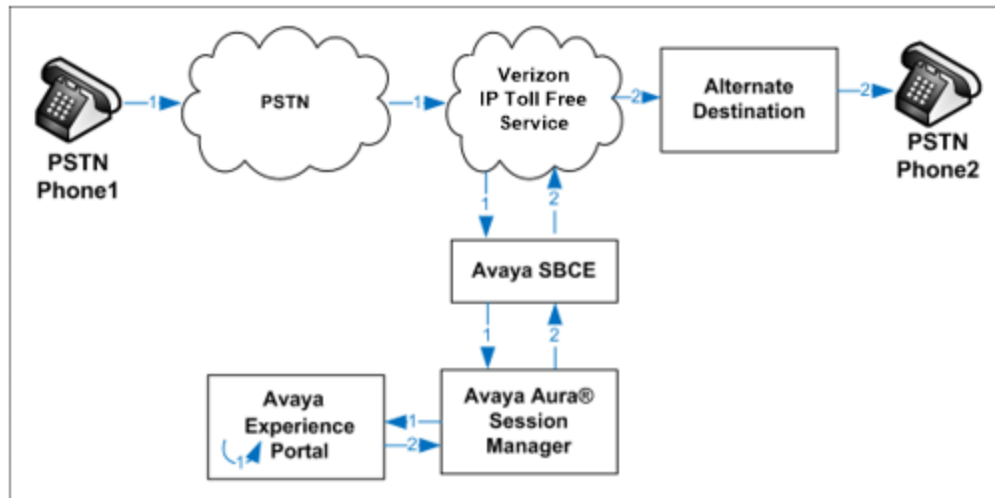 PSTN
Phone1
1
PSTN
1
Verizon
IP Toll Free
Service
2
Alternate
Destination
2
PSTN
Phone2
1
2
Avaya SBCE
1
2
Avaya
Experience
Portal
1
1
2
Avaya Aura®
Session
Manager